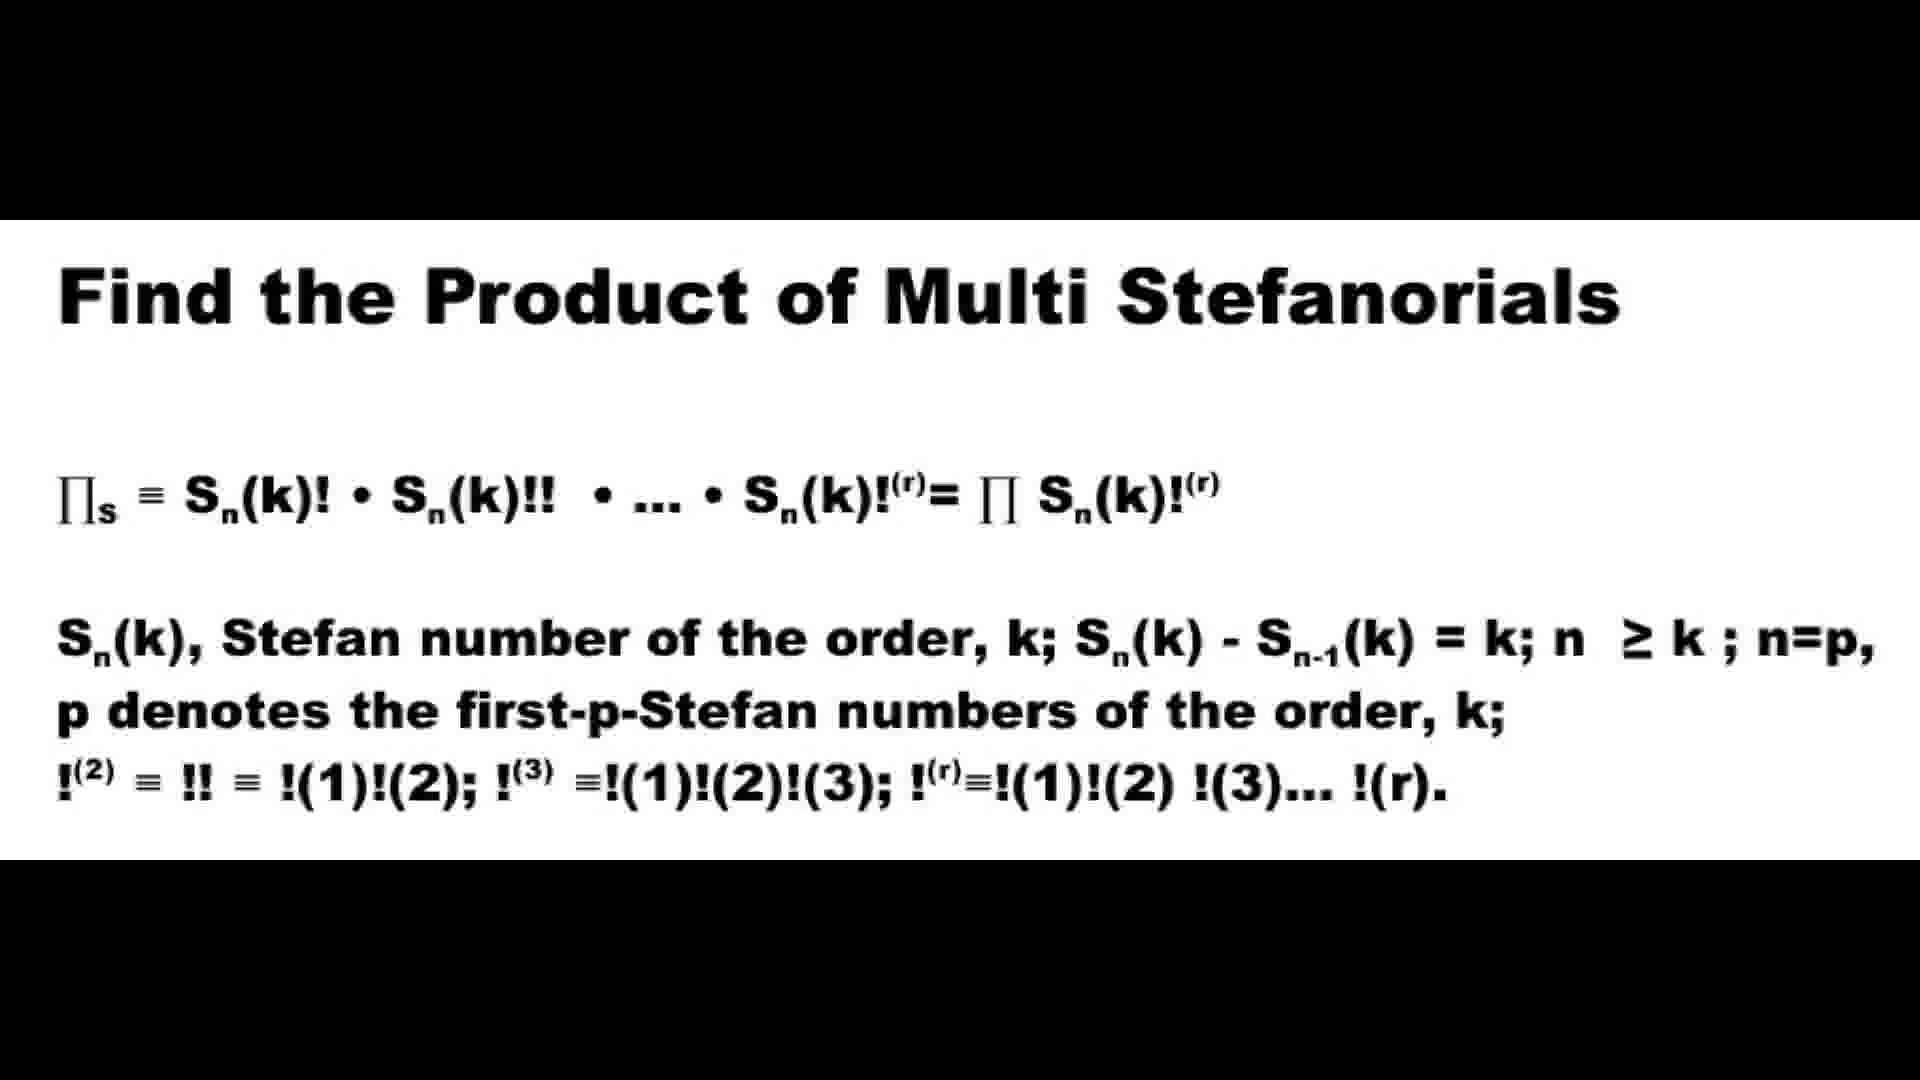 Find the Product of Multi Stefanorials
∏s ≡ Sₙ(k)! • Sₙ(k)!! • ... • Sₙ(k)!⁽ʳ⁾= ∏ Sₙ(k)!⁽ʳ⁾
Sₙ(k), Stefan number of the order, k; Sₙ(k) - Sₙ₋₁(k) = k; n ≥ k ; n=p,
p denotes the first-p-Stefan numbers of the order, k;
!⁽²⁾ ≡ !! ≡ !(1)!(2); !⁽³⁾ ≡!(1)!(2)!(3); !⁽ʳ⁾≡!(1)!(2) !(3)... !(r).